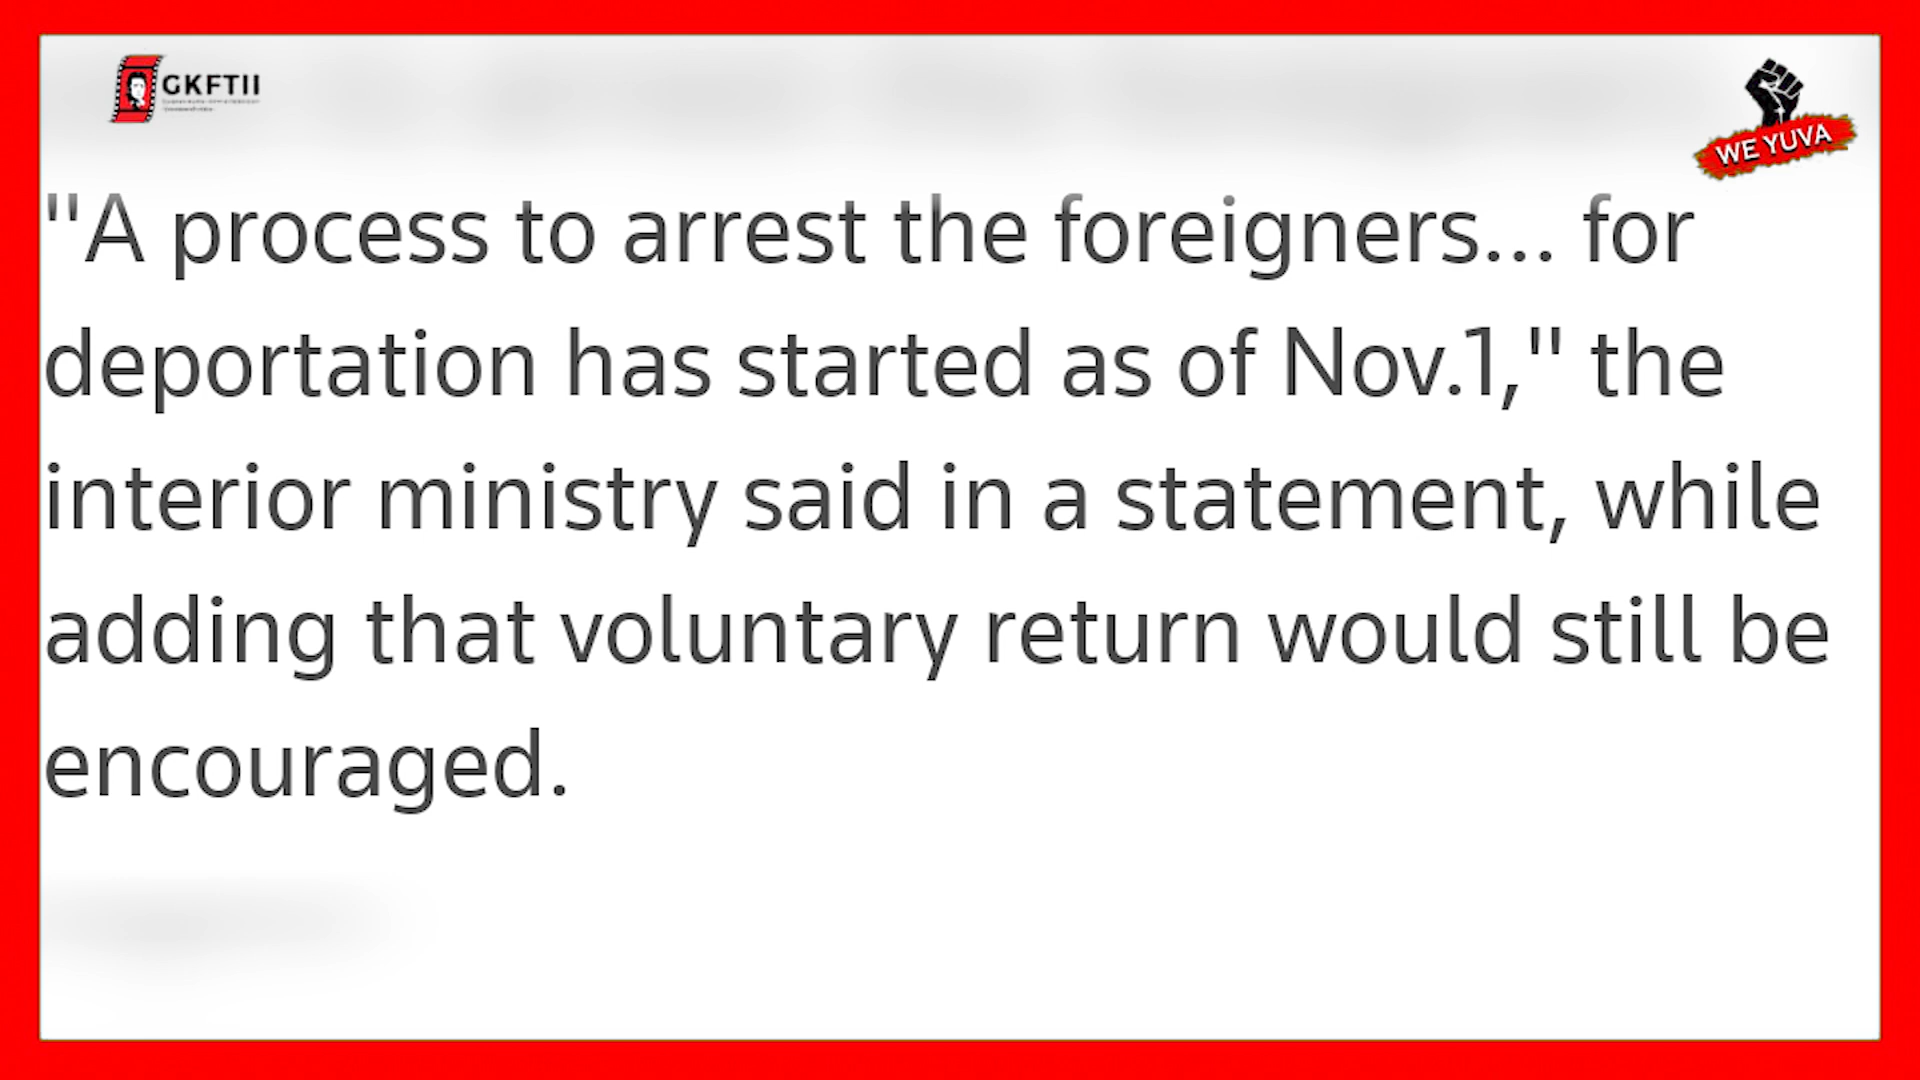 GKFTII
WE YUVA
"A process to arrest the foreigners... for
deportation has started as of Nov.1," the
interior ministry said in a statement, while
adding that voluntary return would still be
encouraged.